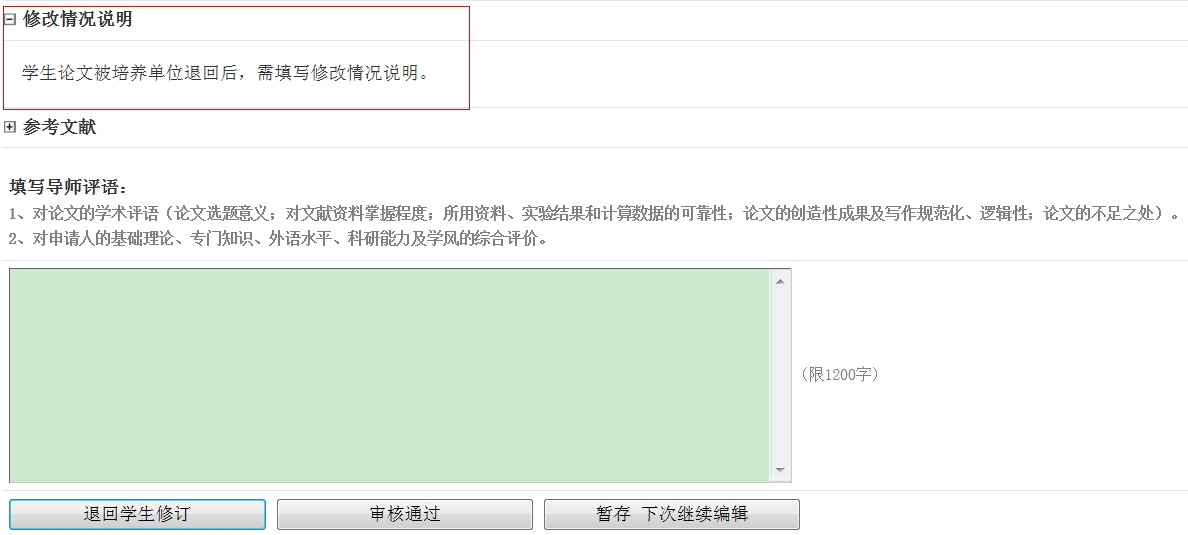 修改情况说明
学生论文被培养单位退回后，需填写修改情况说明。
参考文献
填写导师评语：
1、对论文的学术评语（论文选题意义；对文献资料掌握程度；所用资料、实验结果和计算数据的可靠性；论文的创造性成果及写作规范化、逻辑性；论文的不足之处）。
2、对申请人的基础理论、专门知识、外语水平、科研能力及学风的综合评价。
（限1200字）
退回学生修订
审核通过
暂存 下次继续编辑